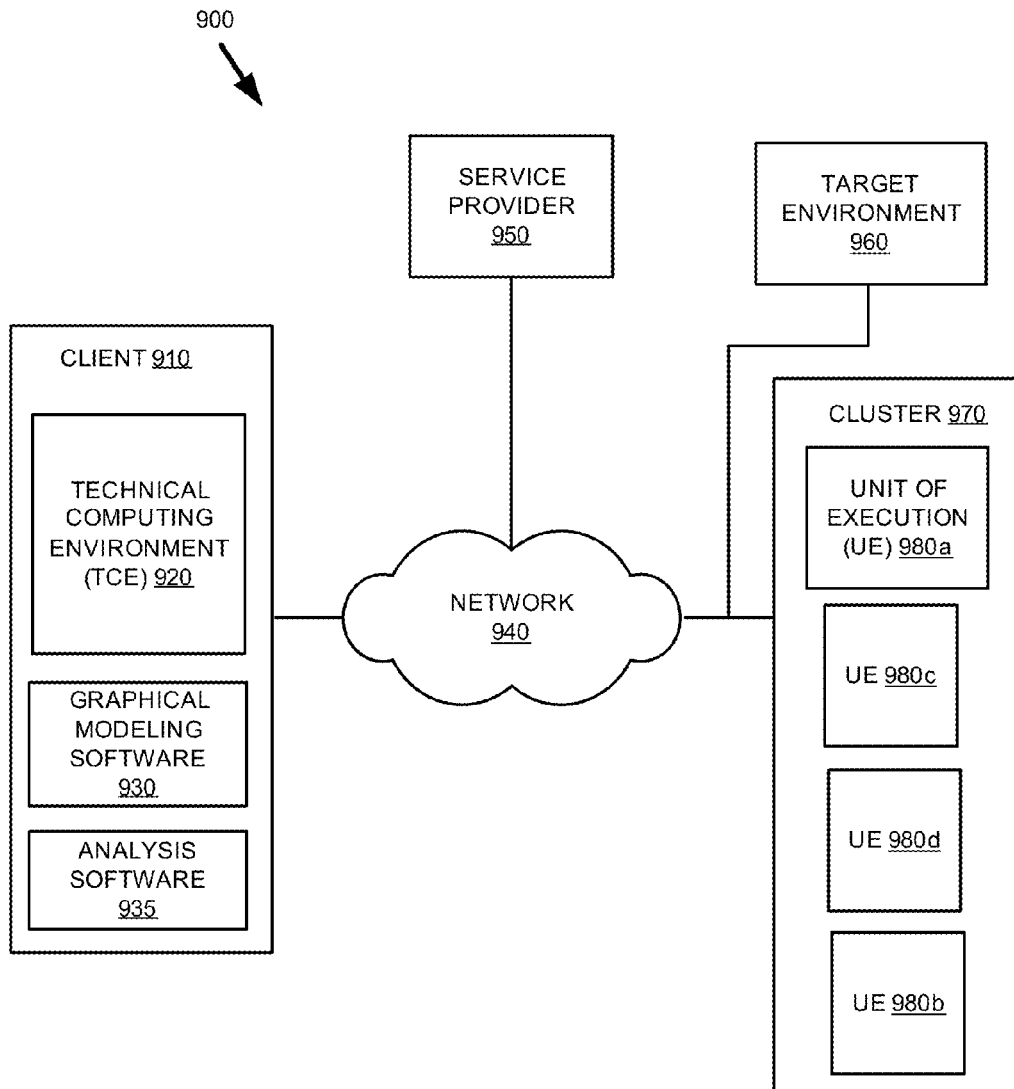 900
SERVICE
PROVIDER
950
TARGET
ENVIRONMENT
960
CLIENT 910
TECHNICAL
COMPUTING
ENVIRONMENT
(TCE) 920
GRAPHICAL
MODELING
SOFTWARE
930
ANALYSIS
SOFTWARE
935
NETWORK
940
CLUSTER 970
UNIT OF
EXECUTION
(UE) 980a
UE 980c
UE 980d
UE 980b